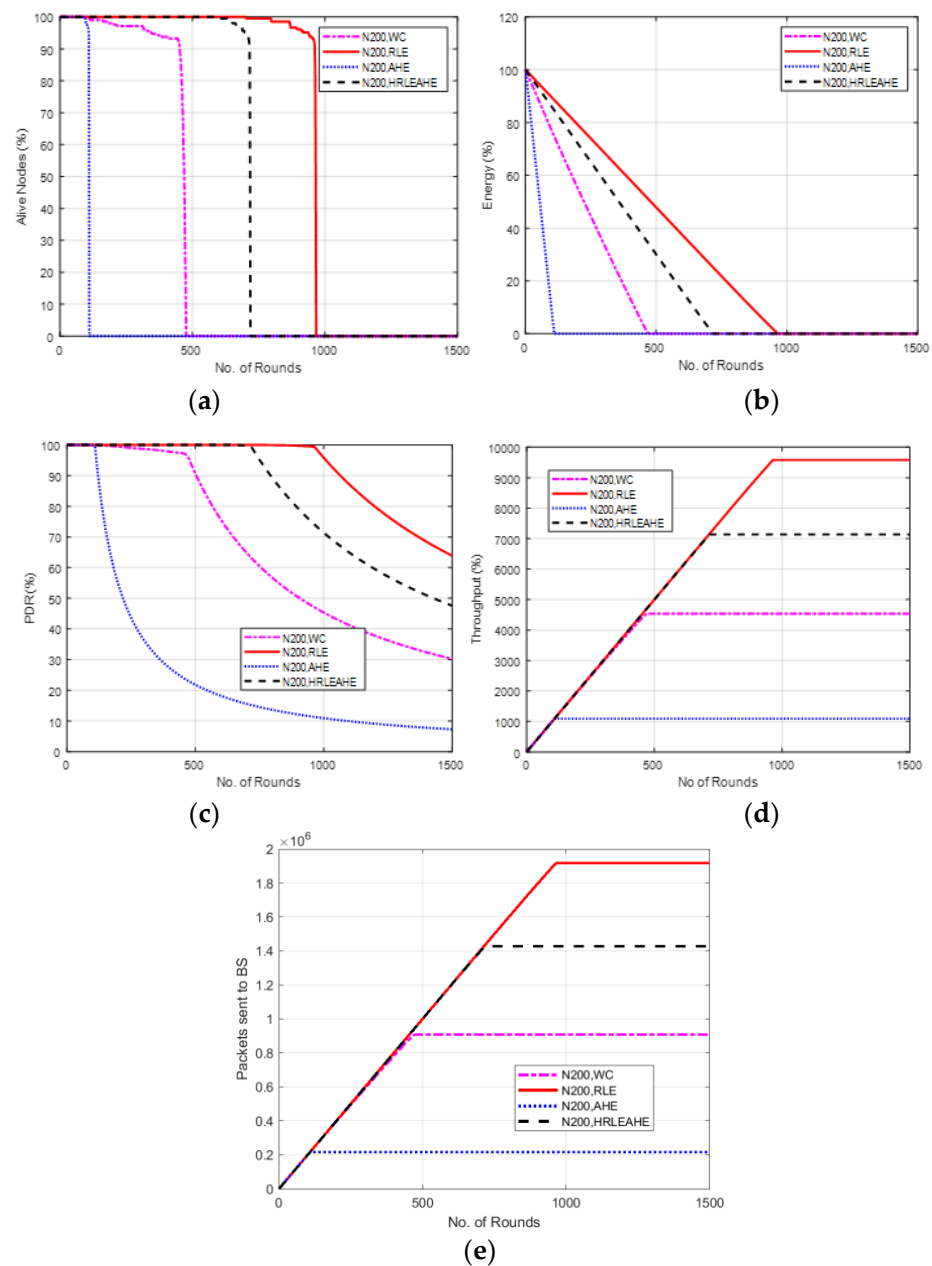 100
90
80
70
60
50
40
30
20
10
0
Alive Nodes (%)
N200,WC
N200,RLE
N200,AHE
N200,HRLEAHE
0
500
1000
1500
No. of Rounds
(a)
120
100
80
60
40
20
0
Energy (%)
N200,WC
N200,RLE
N200,AHE
N200,HRLEAHE
0
500
1000
1500
No. of Rounds
(b)
100
90
80
70
60
50
40
30
20
10
0
PDR(%)
N200,WC
N200,RLE
N200,AHE
N200,HRLEAHE
0
500
1000
1500
No. of Rounds
(c)
10000
9000
8000
7000
6000
5000
4000
3000
2000
1000
0
Throughput (%)
N200,WC
N200,RLE
N200,AHE
N200,HRLEAHE
0
500
1000
1500
No of Rounds
(d)
×10⁶
2
1.8
1.6
1.4
1.2
1
0.8
0.6
0.4
0.2
0
Packets sent to BS
N200,WC
N200,RLE
N200,AHE
N200,HRLEAHE
0
500
1000
1500
No. of Rounds
(e)